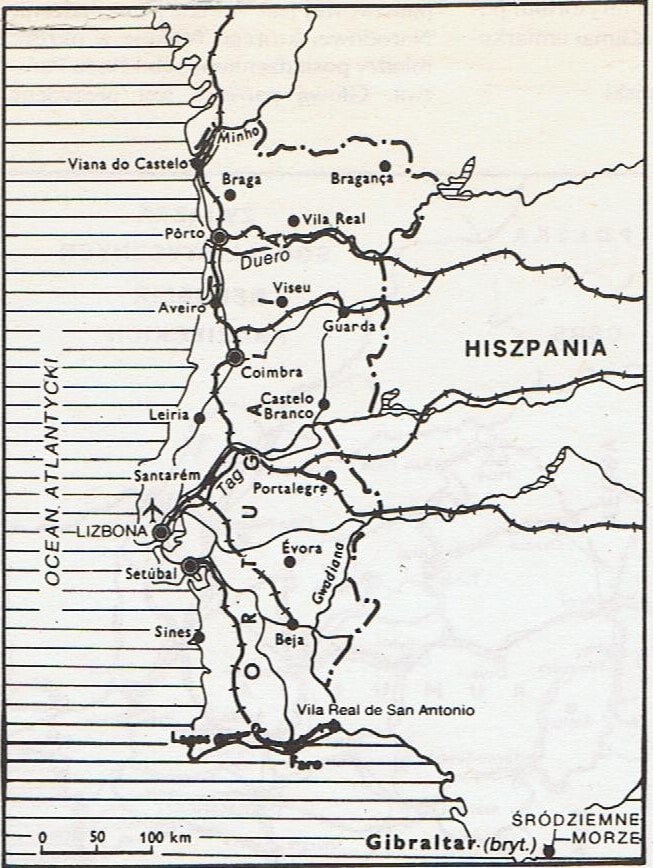 Minho
Viana do Castelo
Bragança
Braga
Vila Real
Pôrto
Duero
Viseu
Aveiro
Guarda
HISZPANIA
Coimbra
Castelo
Branco
Leiria
OCEAN ATLANTYCKI
Santarém
Tag
Portalegre
LIZBONA
Évora
Setúbal
Gwadiana
Sines
Beja
PORTUGALIA
Vila Real de San Antonio
Lagos
Faro
ŚRÓDZIEMNE
MORZE
Gibraltar (bryt.)
0 50 100 km